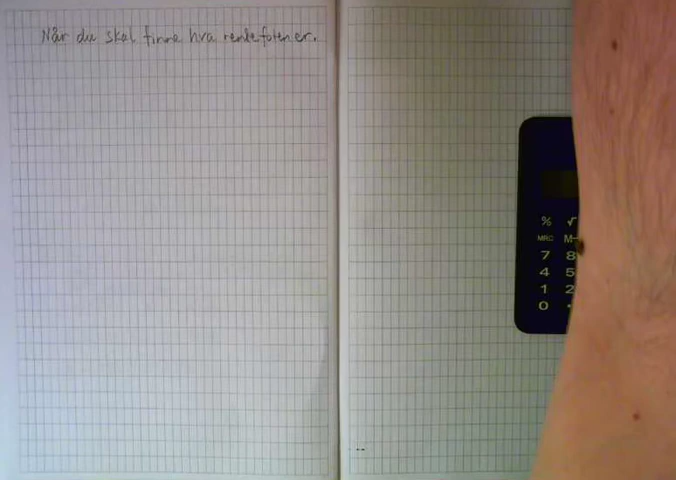 Når du skal finne hva rentefoten er.
% √
MRC M-
7 8
4 5
1 2
0 .